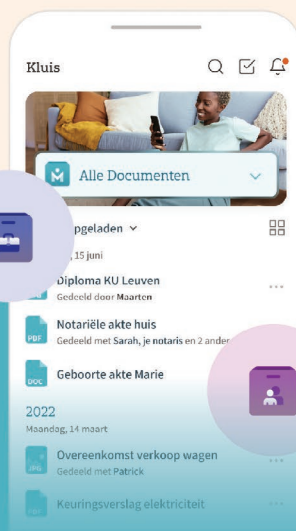 Kluis
Alle Documenten
pgeladen
, 15 juni
Diploma KU Leuven
Gedeeld door Maarten
PDF
Notariële akte huis
Gedeeld met Sarah, je notaris en 2 ander
DOC
Geboorte akte Marie
2022
Maandag, 14 maart
JPG
Overeenkomst verkoop wagen
Gedeeld met Patrick
Keuringsverslag elektriciteit